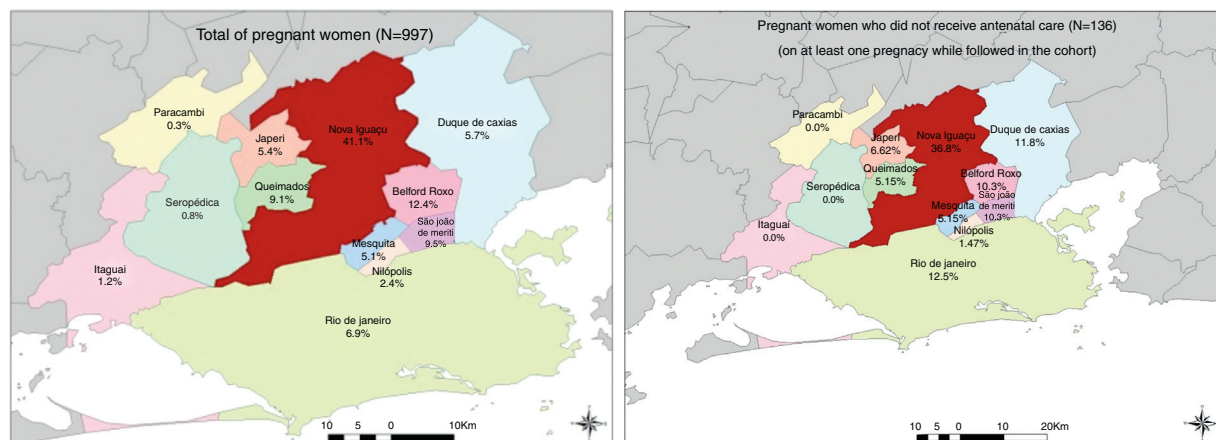 Total of pregnant women (N=997)
Paracambi
0.3%
Japeri
5.4%
Nova Iguaçu
41.1%
Duque de caxias
5.7%
Queimados
9.1%
Seropédica
0.8%
Belford Roxo
12.4%
São joão
de meriti
9.5%
Mesquita
5.1%
Nilópolis
2.4%
Itaguai
1.2%
Rio de janeiro
6.9%
10 5 0 10Km
Pregnant women who did not receive antenatal care (N=136)
(on at least one pregnacy while followed in the cohort)
Paracambi
0.0%
Japeri
6.62%
Nova Iguaçu
36.8%
Duque de caxias
11.8%
Queimados
5.15%
Seropédica
0.0%
Belford Roxo
10.3%
São joão
de meriti
10.3%
Mesquita
5.15%
Nilópolis
1.47%
Itaguaí
0.0%
Rio de janeiro
12.5%
10 5 0 10 20Km